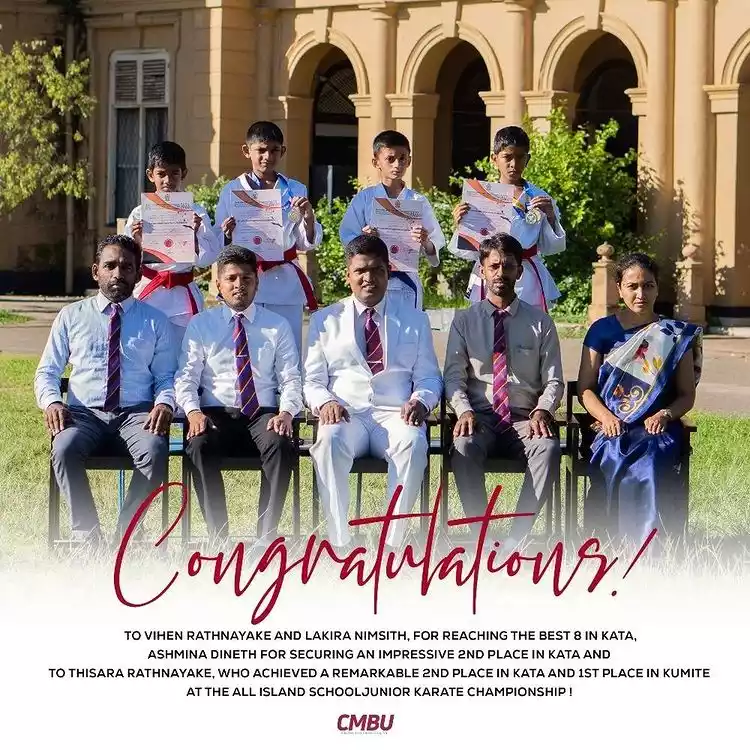 Congratulations!
TO VIHEN RATHNAYAKE AND LAKIRA NIMSITH, FOR REACHING THE BEST 8 IN KATA,
ASHMINA DINETH FOR SECURING AN IMPRESSIVE 2ND PLACE IN KATA AND
TO THISARA RATHNAYAKE, WHO ACHIEVED A REMARKABLE 2ND PLACE IN KATA AND 1ST PLACE IN KUMITE
AT THE ALL ISLAND SCHOOLJUNIOR KARATE CHAMPIONSHIP !
CMBU